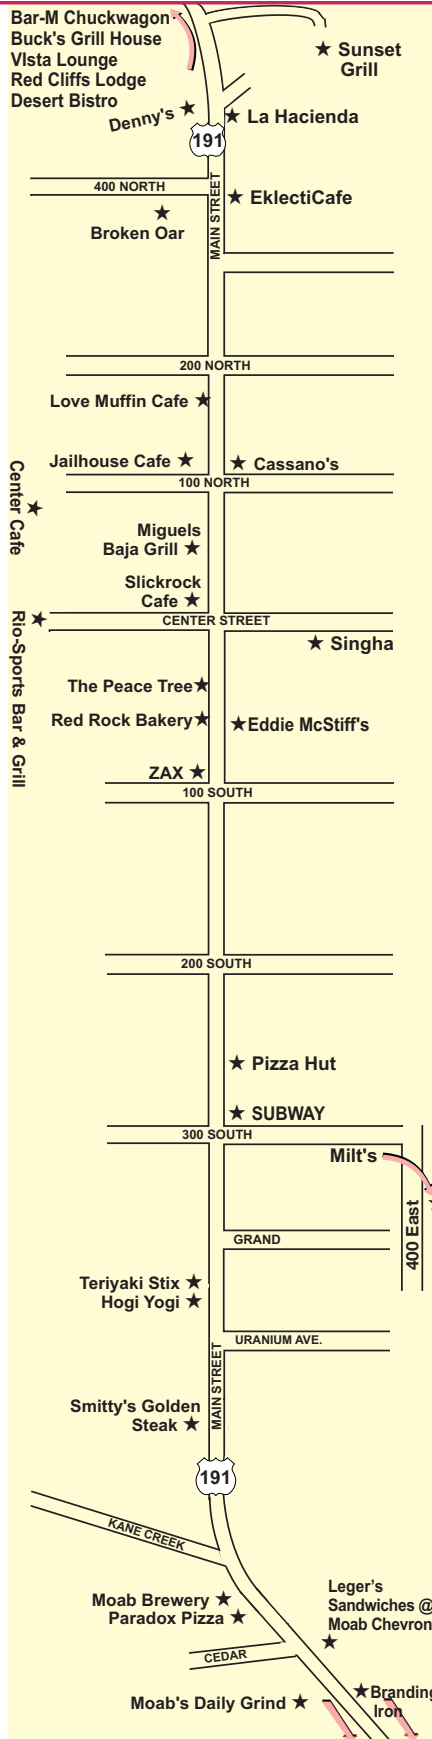 Bar-M Chuckwagon
Buck's Grill House
VIsta Lounge
Red Cliffs Lodge
Desert Bistro
Sunset
Grill
Denny's
La Hacienda
191
400 NORTH
MAIN STREET
EklectiCafe
Broken Oar
200 NORTH
Love Muffin Cafe
Jailhouse Cafe
Cassano's
100 NORTH
Center Cafe
Miguels
Baja Grill
Slickrock
Cafe
CENTER STREET
Rio-Sports Bar & Grill
Singha
The Peace Tree
Red Rock Bakery
Eddie McStiff's
ZAX
100 SOUTH
200 SOUTH
Pizza Hut
SUBWAY
300 SOUTH
Milt's
400 East
GRAND
Teriyaki Stix
Hogi Yogi
URANIUM AVE.
MAIN STREET
Smitty's Golden
Steak
191
KANE CREEK
Moab Brewery
Paradox Pizza
Leger's
Sandwiches @
Moab Chevron
CEDAR
Moab's Daily Grind
Branding
Iron